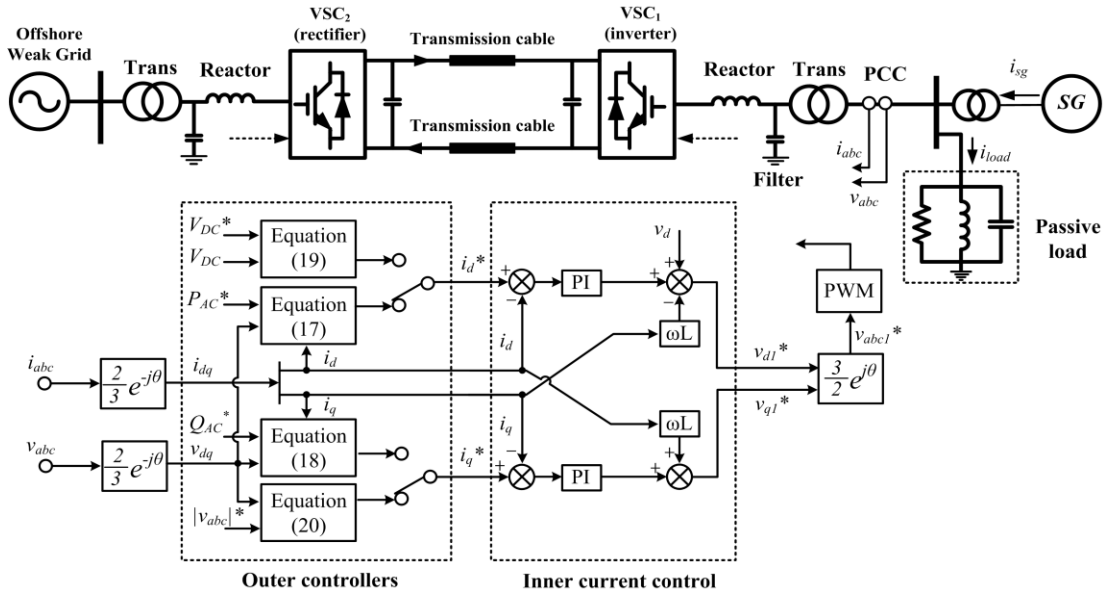 Offshore
Weak Grid
Trans
Reactor
VSC2
(rectifier)
Transmission cable
Transmission cable
VSC1
(inverter)
Reactor
Trans
PCC
isg
SG
Filter
iabc
vabc
iload
Passive
load
VDC*
VDC
Equation
(19)
PAC*
Equation
(17)
id*
+
−
PI
vd
+
+
−
ωL
PWM
vabc1*
iabc
2/3 e-jθ
idq
id
id
vd1*
3/2 ejθ
iq
iq
vq1*
QAC*
Equation
(18)
ωL
vabc
2/3 e-jθ
vdq
iq*
−
+
PI
+
+
Equation
(20)
|vabc|*
Outer controllers
Inner current control